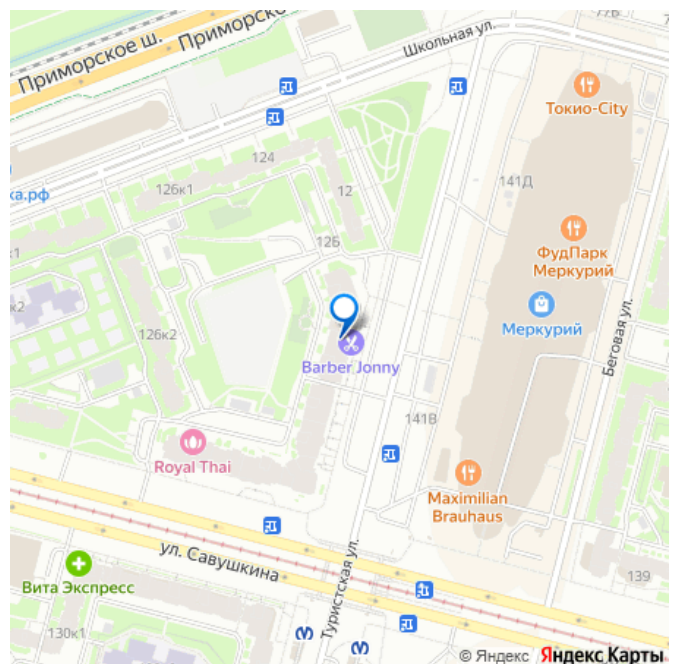 77В
Школьная ул.
Приморское ш.
Приморско
Токио-City
124
126к1
12
141Д
ка.рф
12Б
к1
ФудПарк
Меркурий
к2
126к2
Меркурий
Беговая ул.
Barber Jonny
141В
Royal Thai
Maximilian
Brauhaus
ул. Савушкина
Туристская ул.
139
Вита Экспресс
130к1
© Яндекс Яндекс Карты